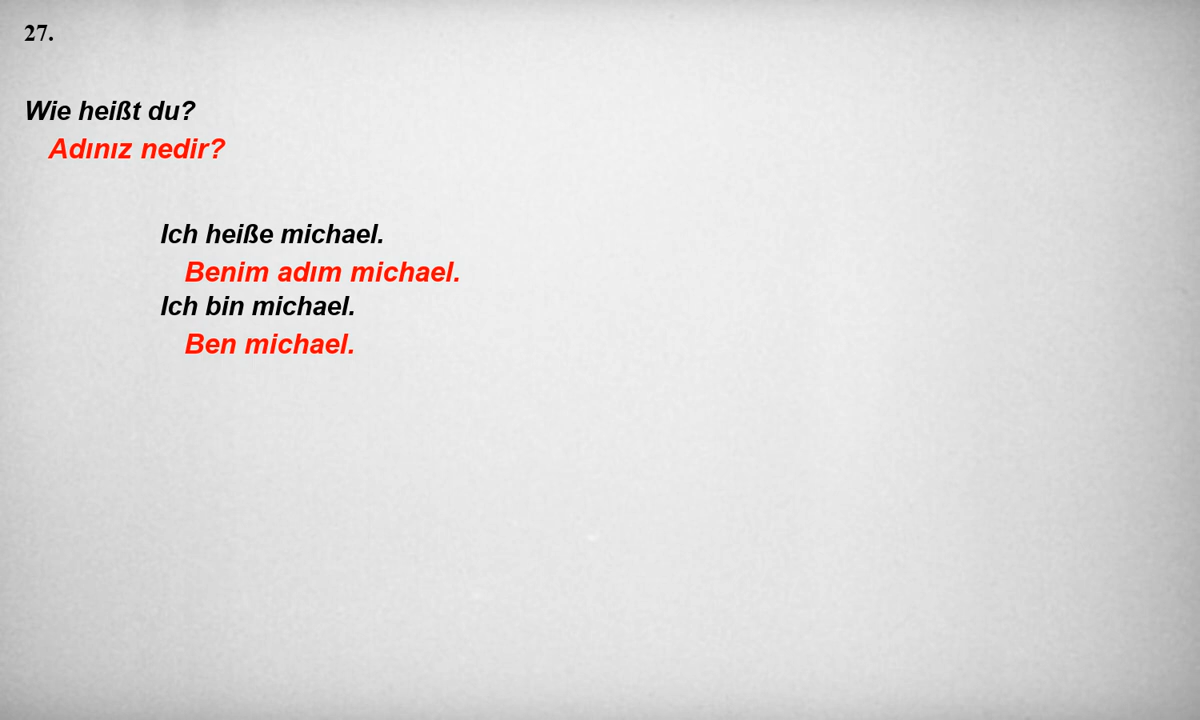 27.
Wie heißt du?
Adınız nedir?
Ich heiße michael.
Benim adım michael.
Ich bin michael.
Ben michael.